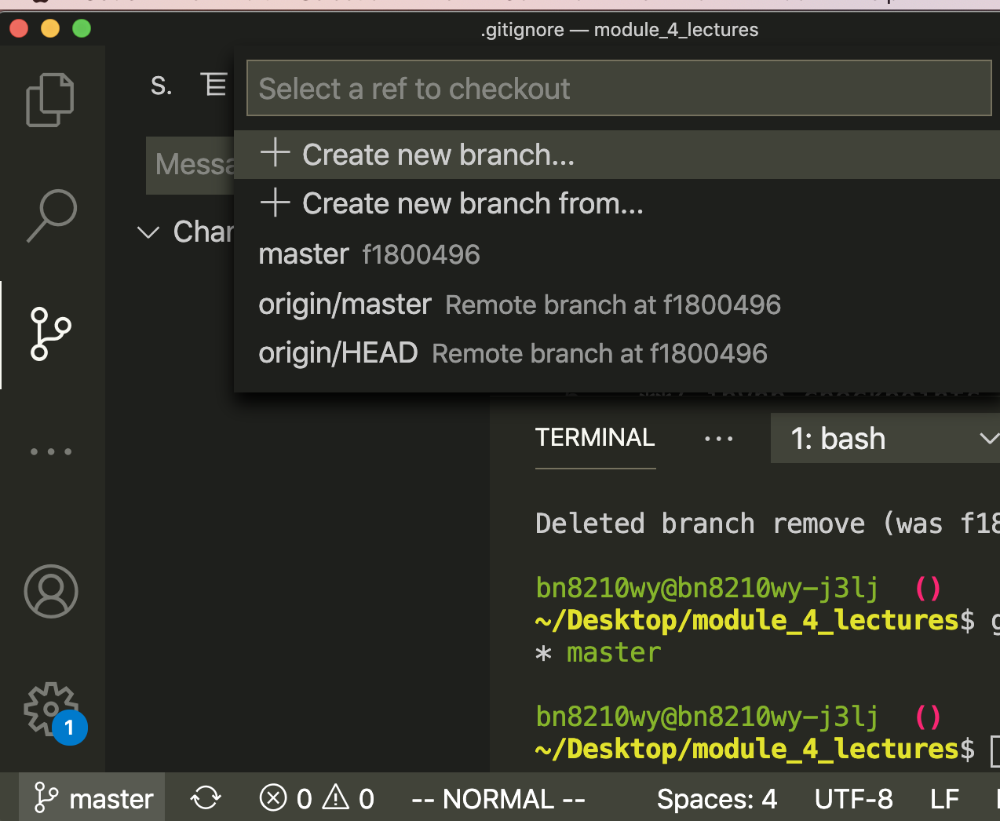 .gitignore — module_4_lectures
S.
Select a ref to checkout
Create new branch...
Messa
Create new branch from...
Char
master f1800496
origin/master Remote branch at f1800496
origin/HEAD Remote branch at f1800496
TERMINAL ... 1: bash
Deleted branch remove (was f18
bn8210wy@bn8210wy-j3lj ()
~/Desktop/module_4_lectures$ g
* master
bn8210wy@bn8210wy-j3lj ()
~/Desktop/module_4_lectures$
1
master 0 0 -- NORMAL -- Spaces: 4 UTF-8 LF